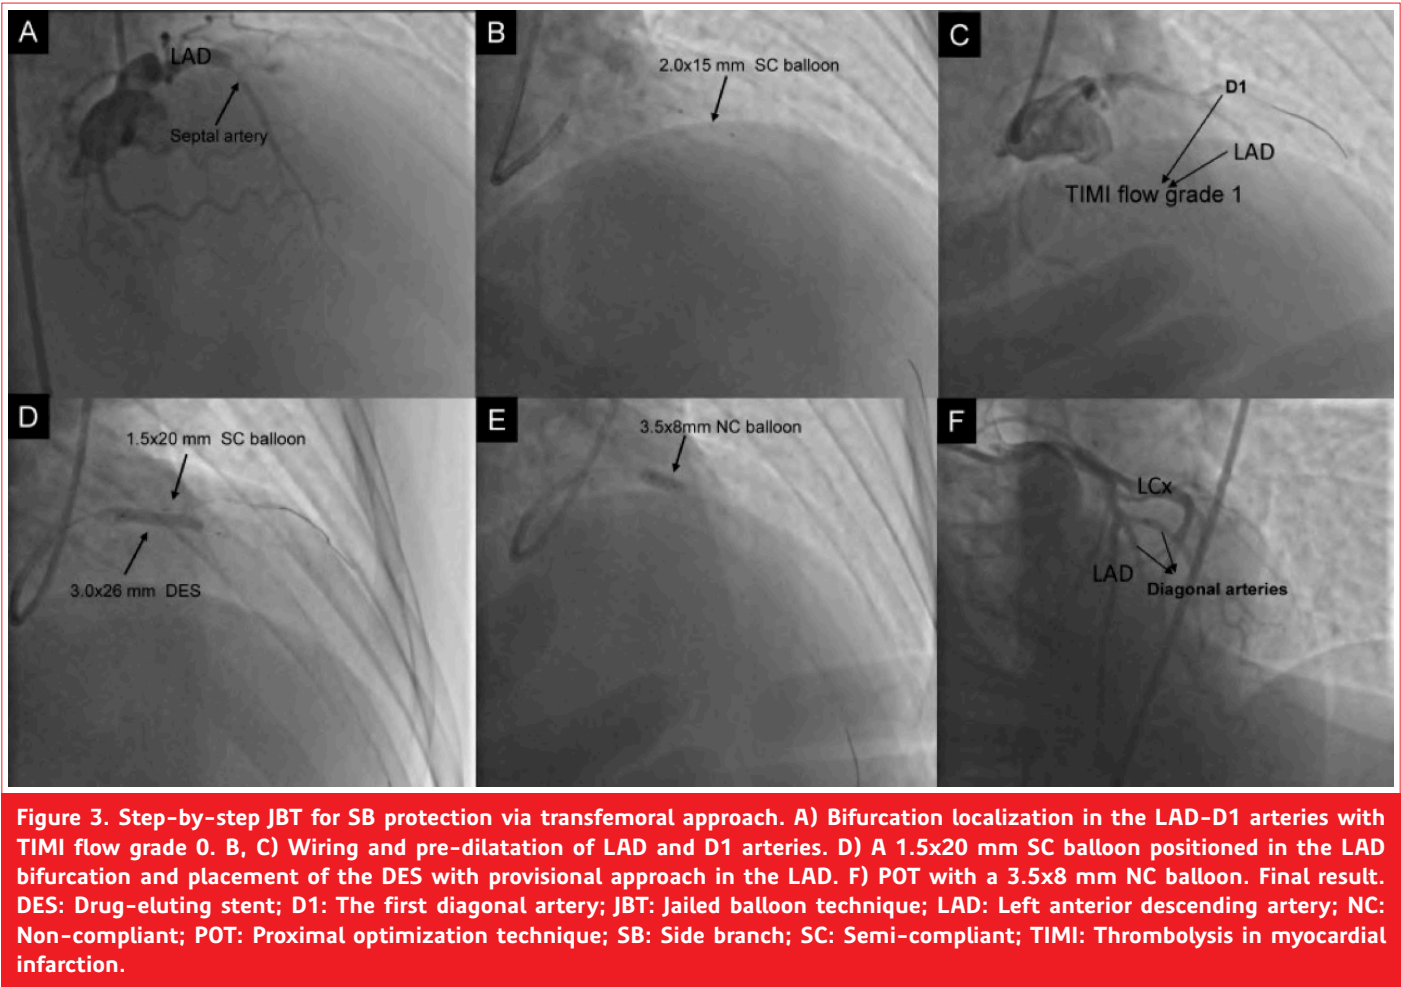 A
LAD
Septal artery
B
2.0x15 mm SC balloon
C
D1
LAD
TIMI flow grade 1
D
1.5x20 mm SC balloon
3.0x26 mm DES
E
3.5x8mm NC balloon
F
LCx
LAD
Diagonal arteries
Figure 3. Step-by-step JBT for SB protection via transfemoral approach. A) Bifurcation localization in the LAD-D1 arteries with
TIMI flow grade 0. B, C) Wiring and pre-dilatation of LAD and D1 arteries. D) A 1.5x20 mm SC balloon positioned in the LAD
bifurcation and placement of the DES with provisional approach in the LAD. F) POT with a 3.5x8 mm NC balloon. Final result.
DES: Drug-eluting stent; D1: The first diagonal artery; JBT: Jailed balloon technique; LAD: Left anterior descending artery; NC:
Non-compliant; POT: Proximal optimization technique; SB: Side branch; SC: Semi-compliant; TIMI: Thrombolysis in myocardial
infarction.